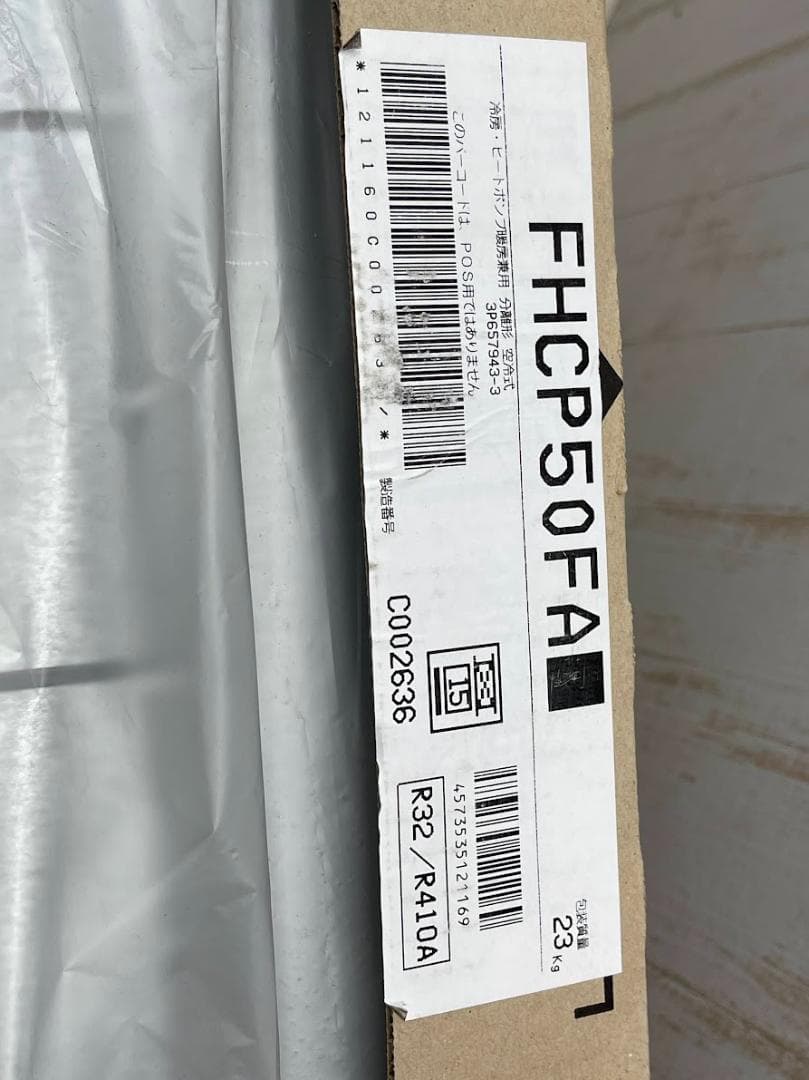 FHCP50FA
包装質量
23 Kg
冷房・ヒートポンプ暖房兼用 分離形 空冷式
3P657943-3
このバーコードは、POS用ではありません
製造番号
C002636
15
4573535121169
R32/R410A